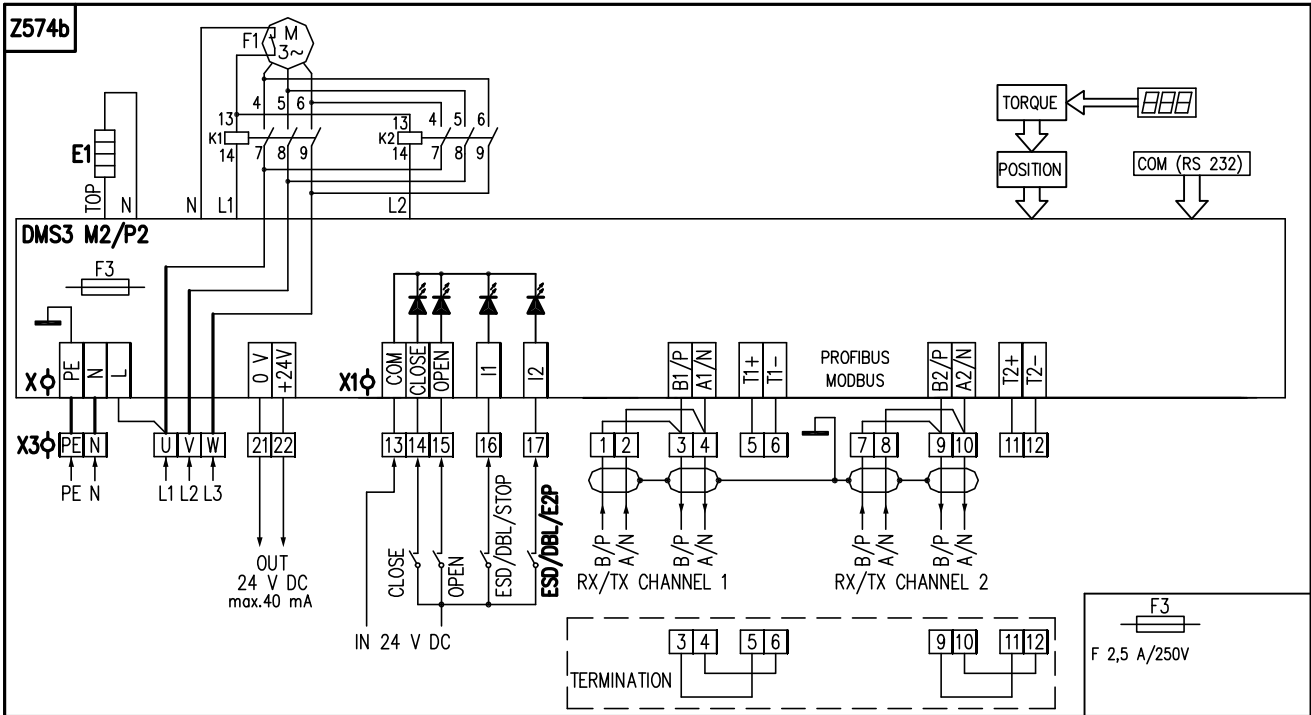 Z574b
F1
M
3~
4 5 6
13
K1
14
7 8 9
13
K2
14
4 5 6
7 8 9
E1
TOP
N
N
L1
L2
TORQUE
POSITION
COM (RS 232)
DMS3 M2/P2
F3
X
PE
N
L
0 V
+24V
X1
COM
CLOSE
OPEN
I1
I2
B1/P
A1/N
T1+
T1-
PROFIBUS
MODBUS
B2/P
A2/N
T2+
T2-
X3
PE N U V W 21 22 13 14 15 16 17 1 2 3 4 5 6 7 8 9 10 11 12
PE N
L1 L2 L3
OUT
24 V DC
max.40 mA
CLOSE
OPEN
ESD/DBL/STOP
ESD/DBL/E2P
IN 24 V DC
B/P
A/N
B/P
A/N
RX/TX CHANNEL 1
B/P
A/N
B/P
A/N
RX/TX CHANNEL 2
TERMINATION
3 4 5 6 9 10 11 12
F3
F 2,5 A/250V